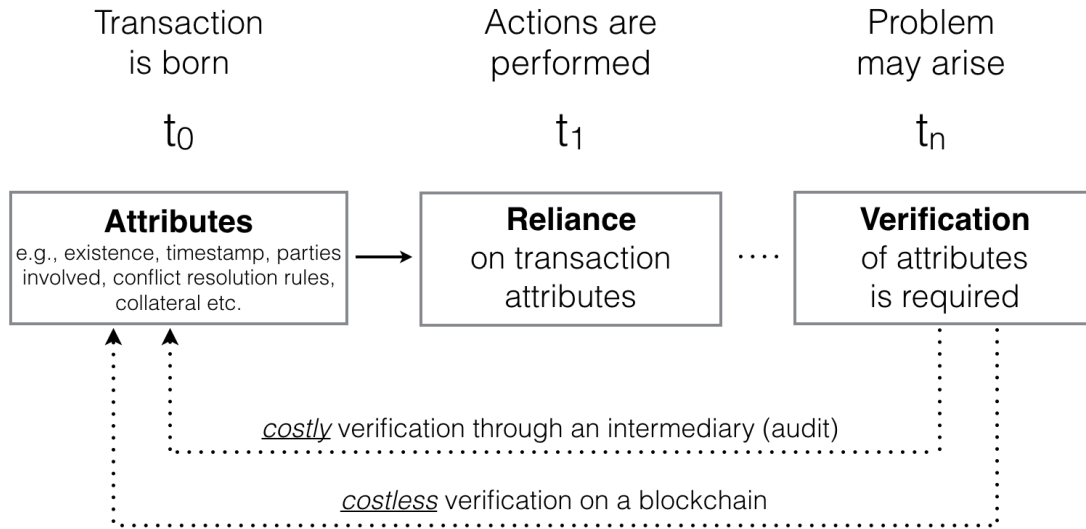 Transaction
is born
Actions are
performed
Problem
may arise
t0
t1
tn
Attributes
e.g., existence, timestamp, parties
involved, conflict resolution rules,
collateral etc.
Reliance
on transaction
attributes
....
Verification
of attributes
is required
costly verification through an intermediary (audit)
costless verification on a blockchain